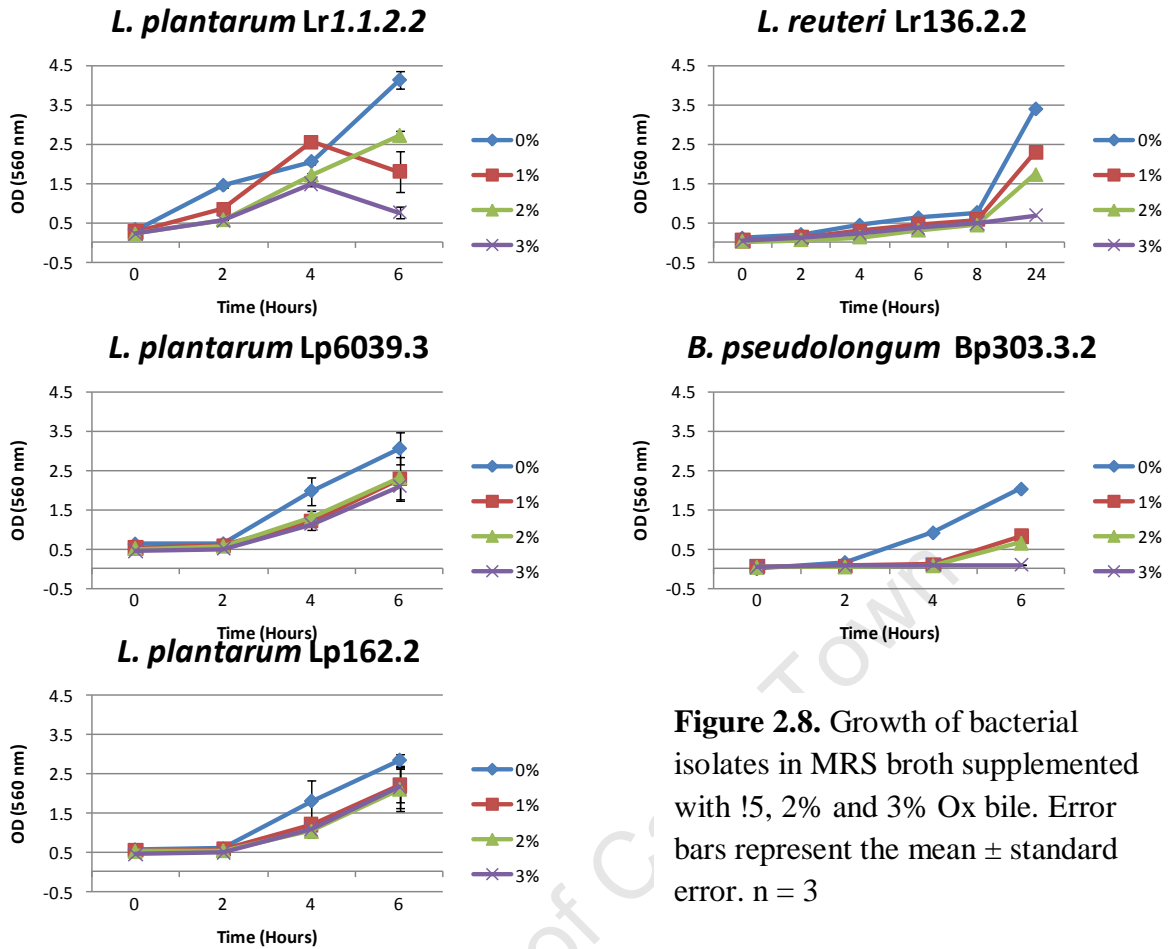 L. plantarum Lr1.1.2.2
4.5
3.5
2.5
1.5
0.5
-0.5
OD (560 nm)
0 2 4 6
Time (Hours)
0%
1%
2%
3%
L. reuteri Lr136.2.2
4.5
3.5
2.5
1.5
0.5
-0.5
OD (560 nm)
0 2 4 6 8 24
Time (Hours)
0%
1%
2%
3%
L. plantarum Lp6039.3
4.5
3.5
2.5
1.5
0.5
-0.5
OD (560 nm)
0 2 4 6
Time (Hours)
0%
1%
2%
3%
B. pseudolongum Bp303.3.2
4.5
3.5
2.5
1.5
0.5
-0.5
OD (560 nm)
0 2 4 6
Time (Hours)
0%
1%
2%
3%
L. plantarum Lp162.2
4.5
3.5
2.5
1.5
0.5
-0.5
OD (560 nm)
0 2 4 6
Time (Hours)
0%
1%
2%
3%
Figure 2.8. Growth of bacterial
isolates in MRS broth supplemented
with !5, 2% and 3% Ox bile. Error
bars represent the mean ± standard
error. n = 3
of Town